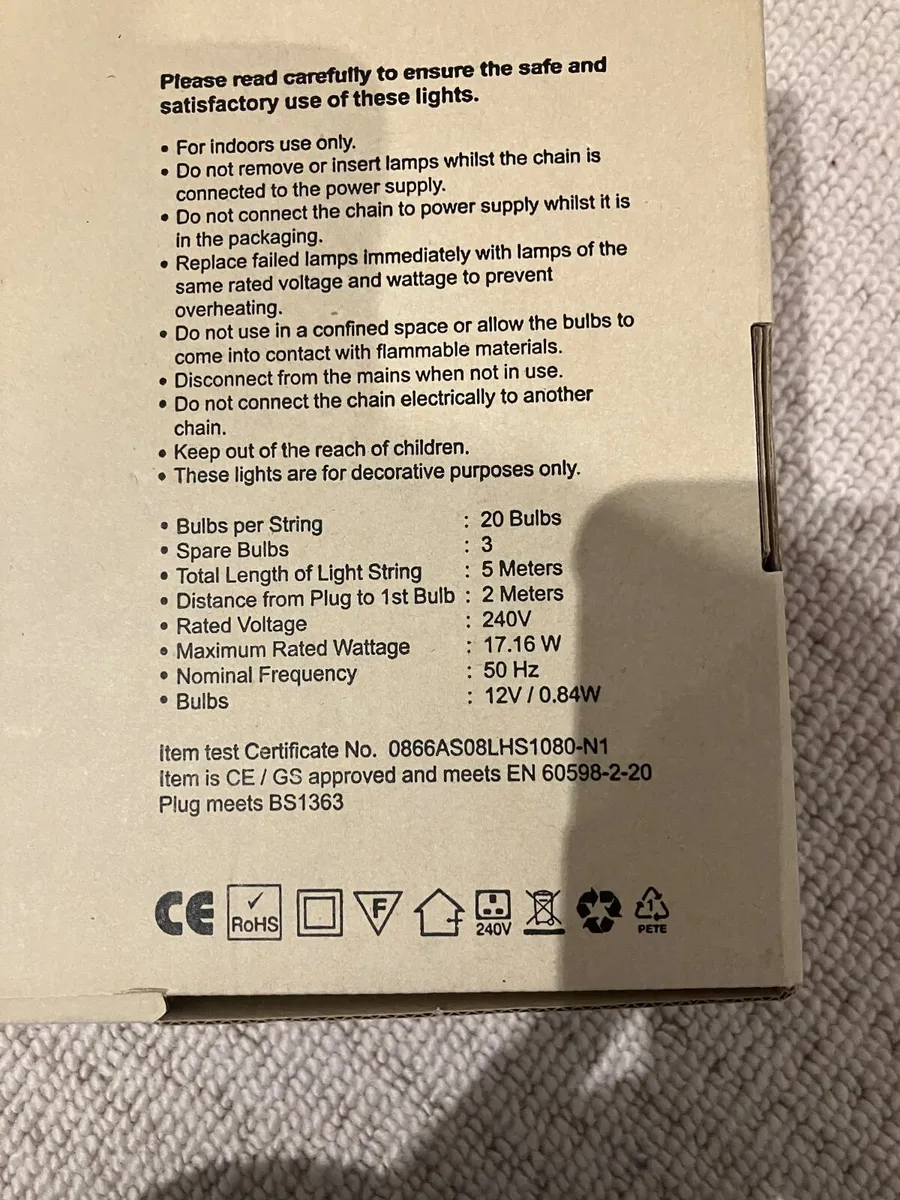 Please read carefully to ensure the safe and
satisfactory use of these lights.
• For indoors use only.
• Do not remove or insert lamps whilst the chain is
connected to the power supply.
• Do not connect the chain to power supply whilst it is
in the packaging.
• Replace failed lamps immediately with lamps of the
same rated voltage and wattage to prevent
overheating.
• Do not use in a confined space or allow the bulbs to
come into contact with flammable materials.
• Disconnect from the mains when not in use.
• Do not connect the chain electrically to another
chain.
• Keep out of the reach of children.
• These lights are for decorative purposes only.
• Bulbs per String : 20 Bulbs
• Spare Bulbs : 3
• Total Length of Light String : 5 Meters
• Distance from Plug to 1st Bulb : 2 Meters
• Rated Voltage : 240V
• Maximum Rated Wattage : 17.16 W
• Nominal Frequency : 50 Hz
• Bulbs : 12V / 0.84W
Item test Certificate No. 0866AS08LHS1080-N1
Item is CE / GS approved and meets EN 60598-2-20
Plug meets BS1363
CE RoHS F 240V 1 PETE